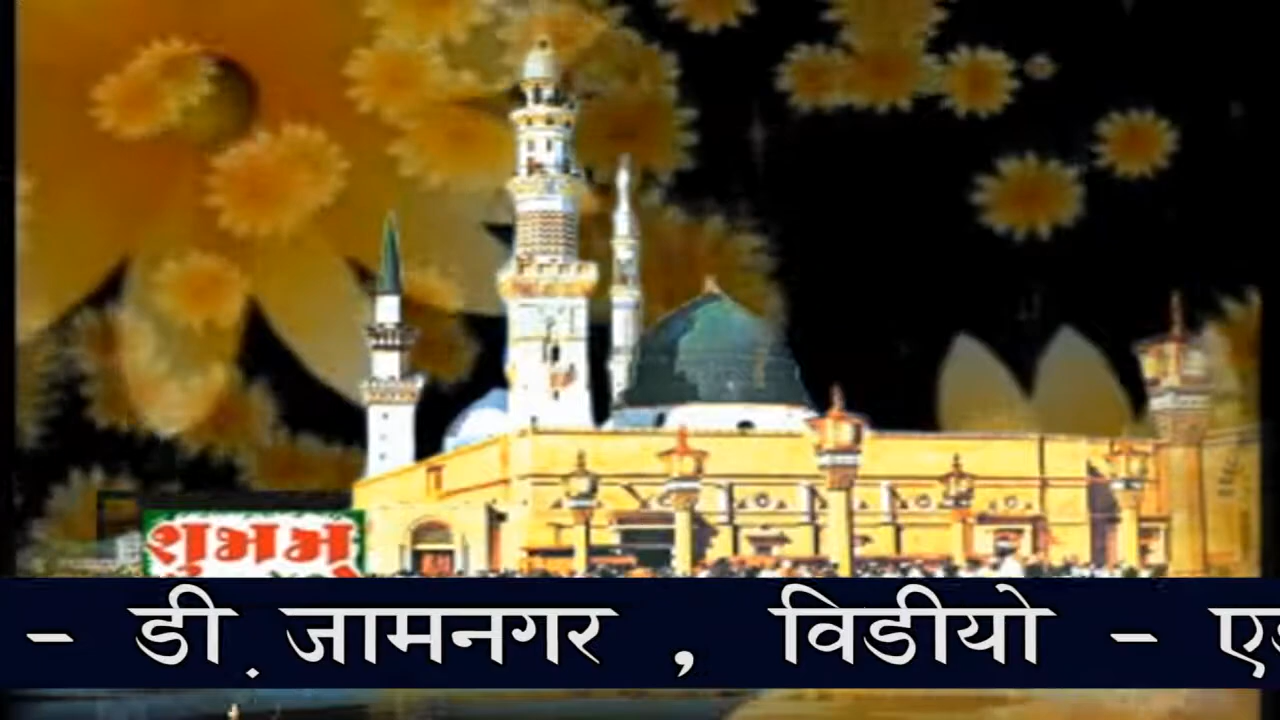 शुभम्
- डी. जामनगर , विडीयो -